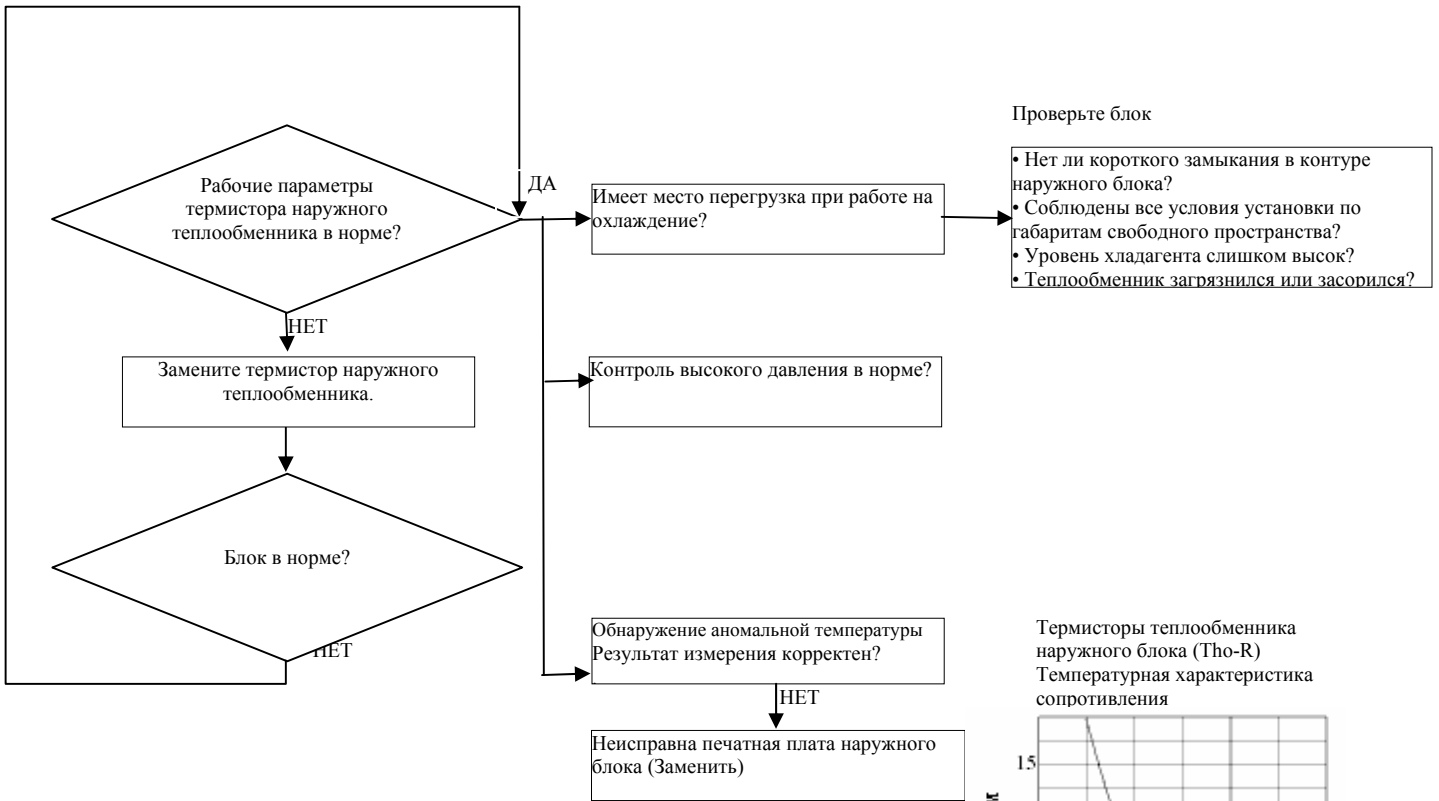 Проверьте блок
• Нет ли короткого замыкания в контуре
наружного блока?
• Соблюдены все условия установки по
габаритам свободного пространства?
• Уровень хладагента слишком высок?
• Теплообменник загрязнился или засорился?
Рабочие параметры
термистора наружного
теплообменника в норме?
ДА
Имеет место перегрузка при работе на
охлаждение?
НЕТ
Замените термистор наружного
теплообменника.
Контроль высокого давления в норме?
Блок в норме?
НЕТ
Обнаружение аномальной температуры
Результат измерения корректен?
НЕТ
Неисправна печатная плата наружного
блока (Заменить)
Термисторы теплообменника
наружного блока (Tho-R)
Температурная характеристика
сопротивления
15